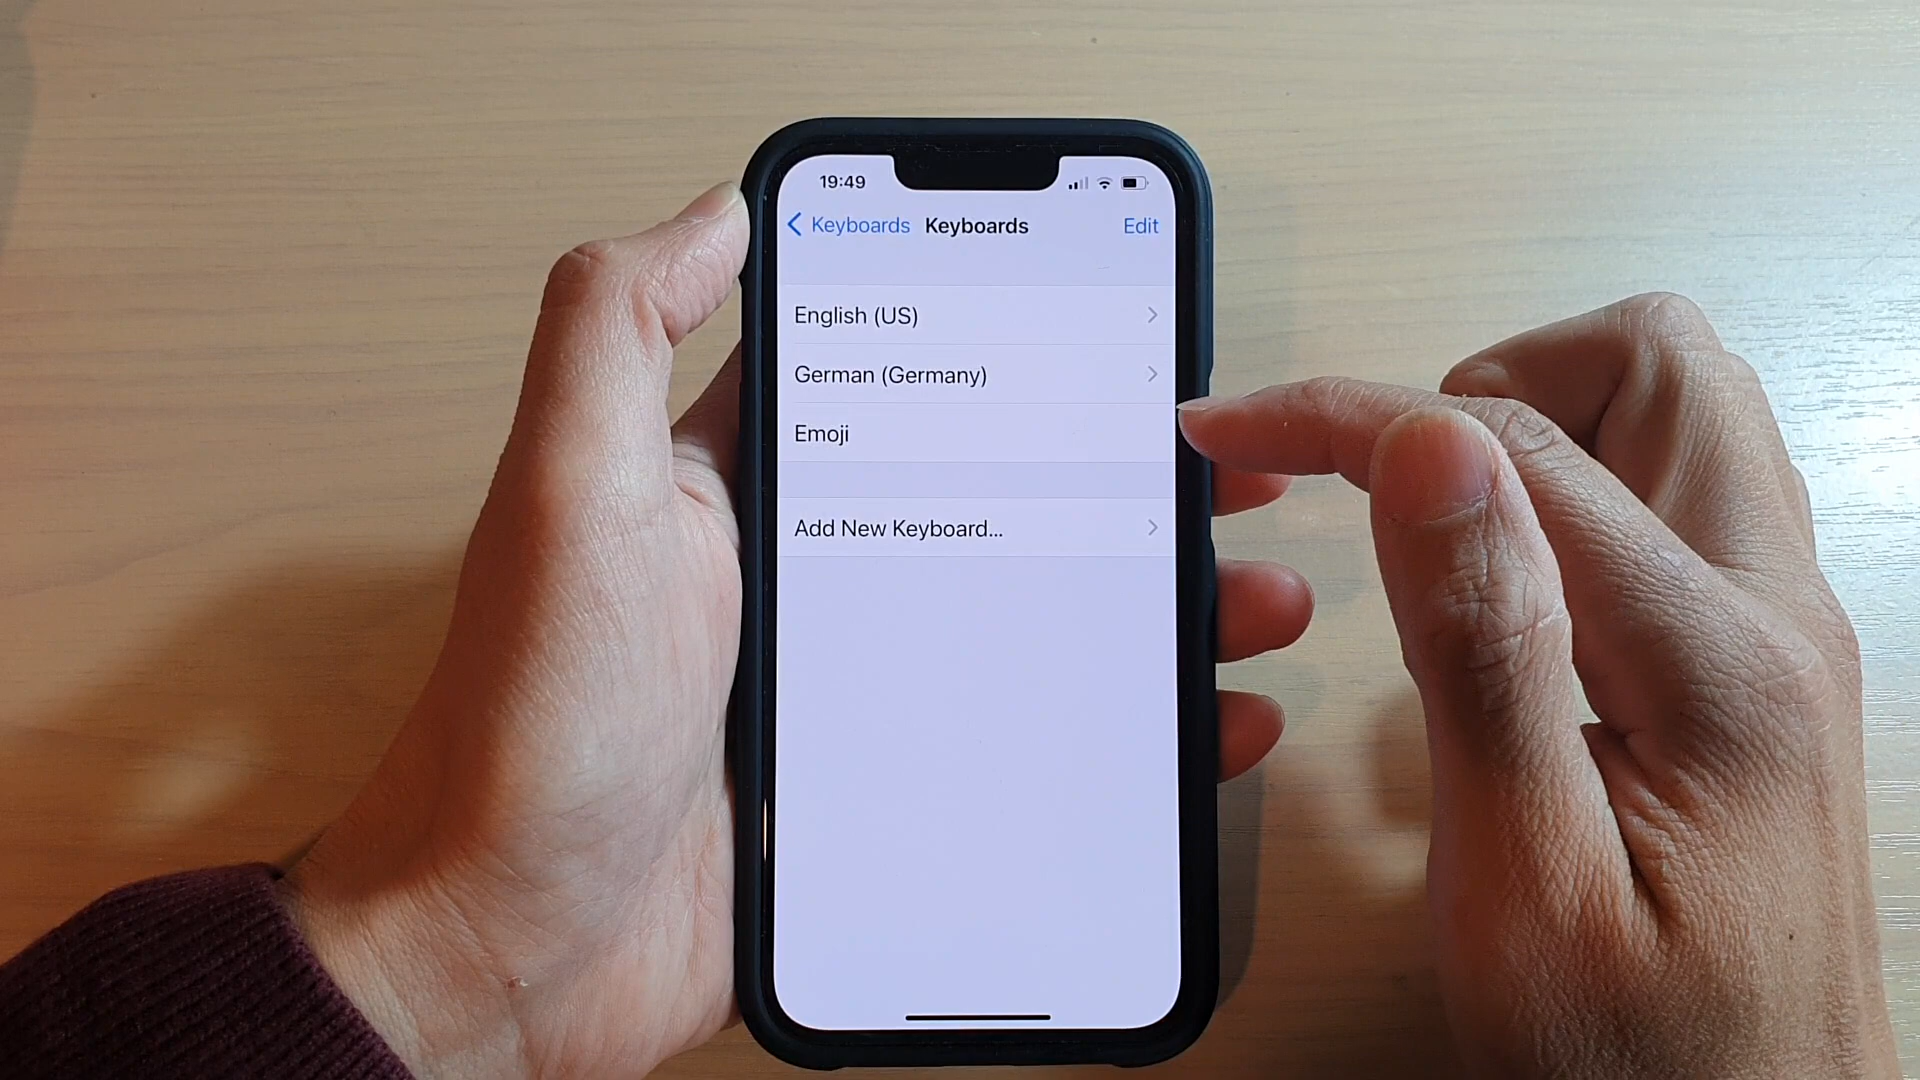 19:49
Keyboards Keyboards Edit
English (US)
German (Germany)
Emoji
Add New Keyboard...